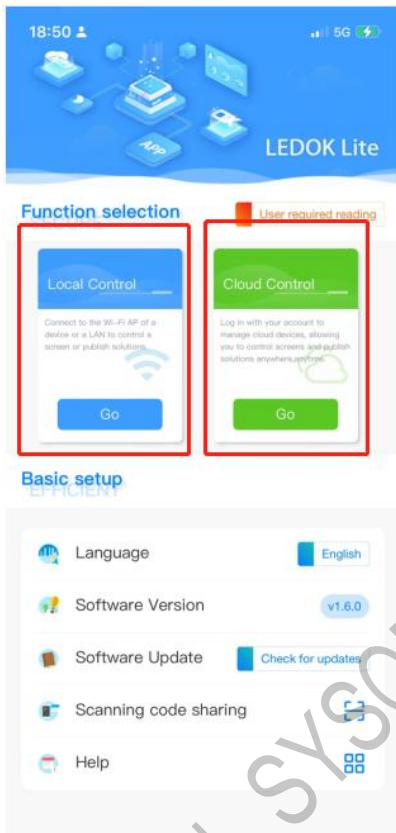 18:50
5G
APP
LEDOK Lite
Function selection
SECURE
User required reading
Local Control
Cloud Control
Connect to the Wi-Fi AP of a
device or a LAN to control a
screen or publish solutions
Log in with your account to
manage cloud devices, allowing
you to control screens and publish
solutions anywhere,anytime.
Go
Go
Basic setup
EFFICIENT
Language
English
Software Version
v1.6.0
Software Update
Check for updates
Scanning code sharing
Help